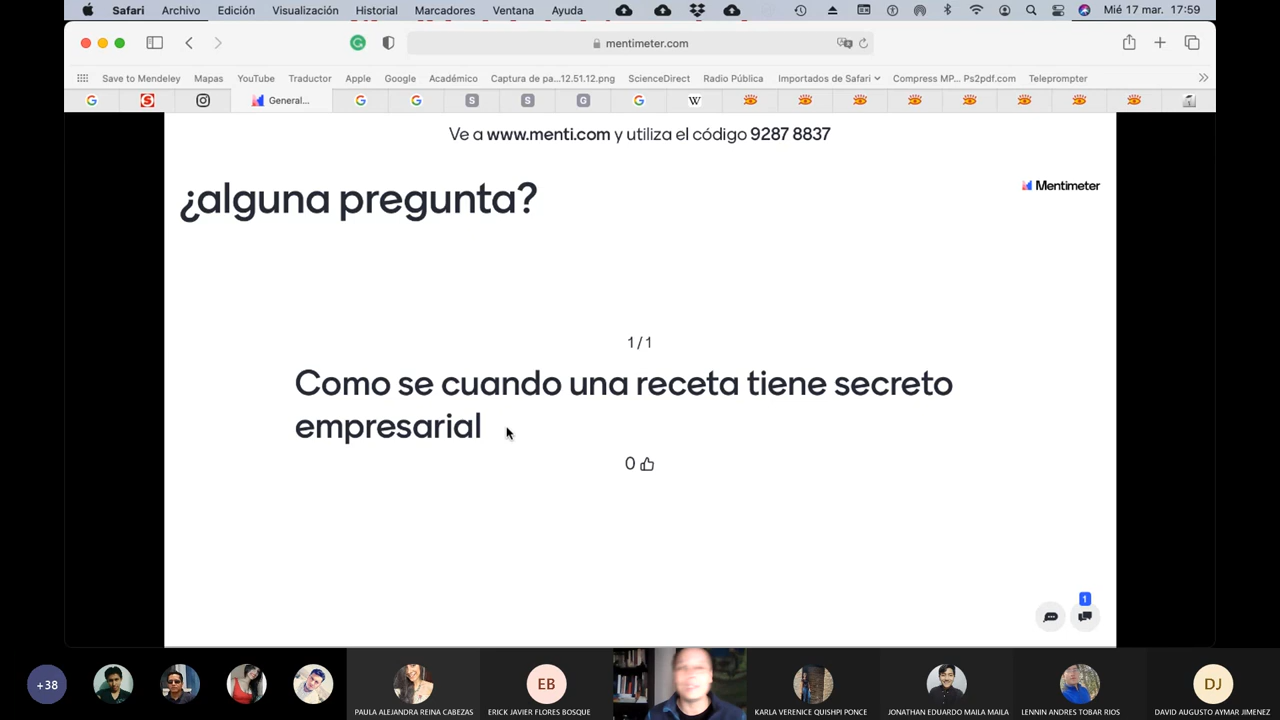 Safari Archivo Edición Visualización Historial Marcadores Ventana Ayuda Mié 17 mar. 17:59
mentimeter.com
Save to Mendeley Mapas YouTube Traductor Apple Google Académico Captura de pa...12.51.12.png ScienceDirect Radio Pública Importados de Safari Compress MP... Ps2pdf.com Teleprompter
General...
Ve a www.menti.com y utiliza el código 9287 8837
¿alguna pregunta?
Mentimeter
1 / 1
Como se cuando una receta tiene secreto
empresarial
0
1
+38
EB
DJ
PAULA ALEJANDRA REINA CABEZAS
ERICK JAVIER FLORES BOSQUE
KARLA VERENICE QUISHPI PONCE
JONATHAN EDUARDO MAILA MAILA
LENNIN ANDRES TOBAR RIOS
DAVID AUGUSTO AYMAR JIMENEZ